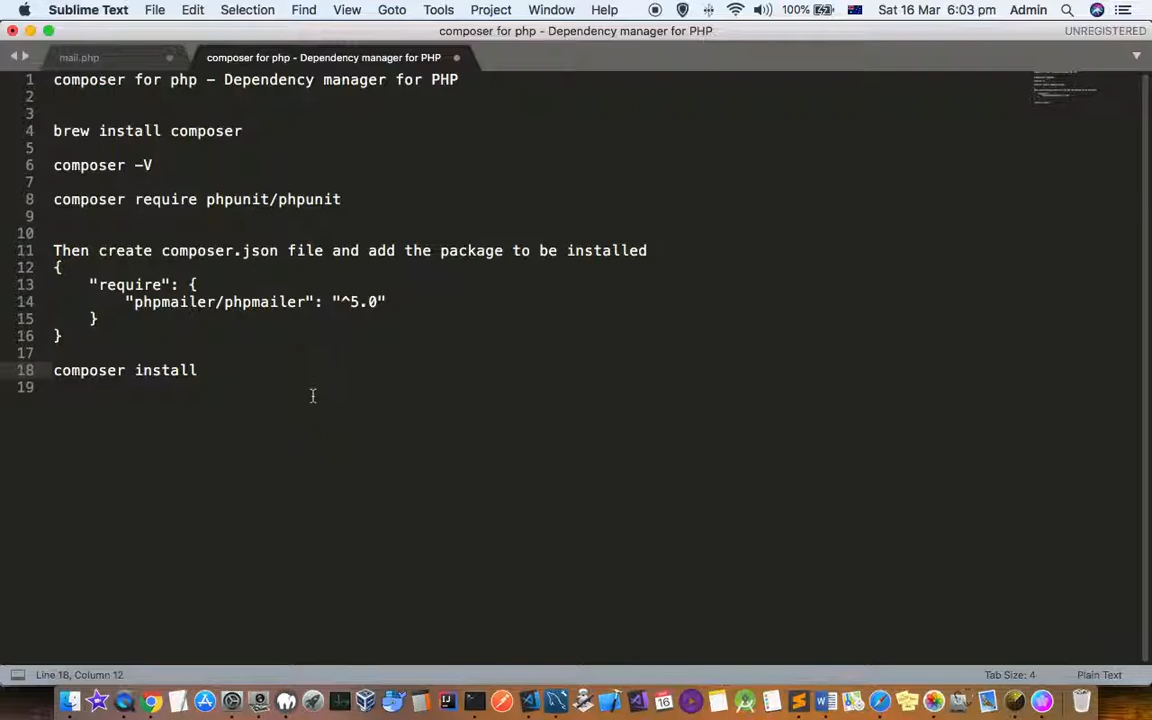 Sublime Text File Edit Selection Find View Goto Tools Project Window Help 100% Sat 16 Mar 6:03 pm Admin
composer for php - Dependency manager for PHP UNREGISTERED
mail.php composer for php - Dependency manager for PHP
1 composer for php - Dependency manager for PHP
2
3
4 brew install composer
5
6 composer -V
7
8 composer require phpunit/phpunit
9
10
11 Then create composer.json file and add the package to be installed
12 {
13 "require": {
14 "phpmailer/phpmailer": "^5.0"
15 }
16 }
17
18 composer install
19
Line 18, Column 12 Tab Size: 4 Plain Text
16